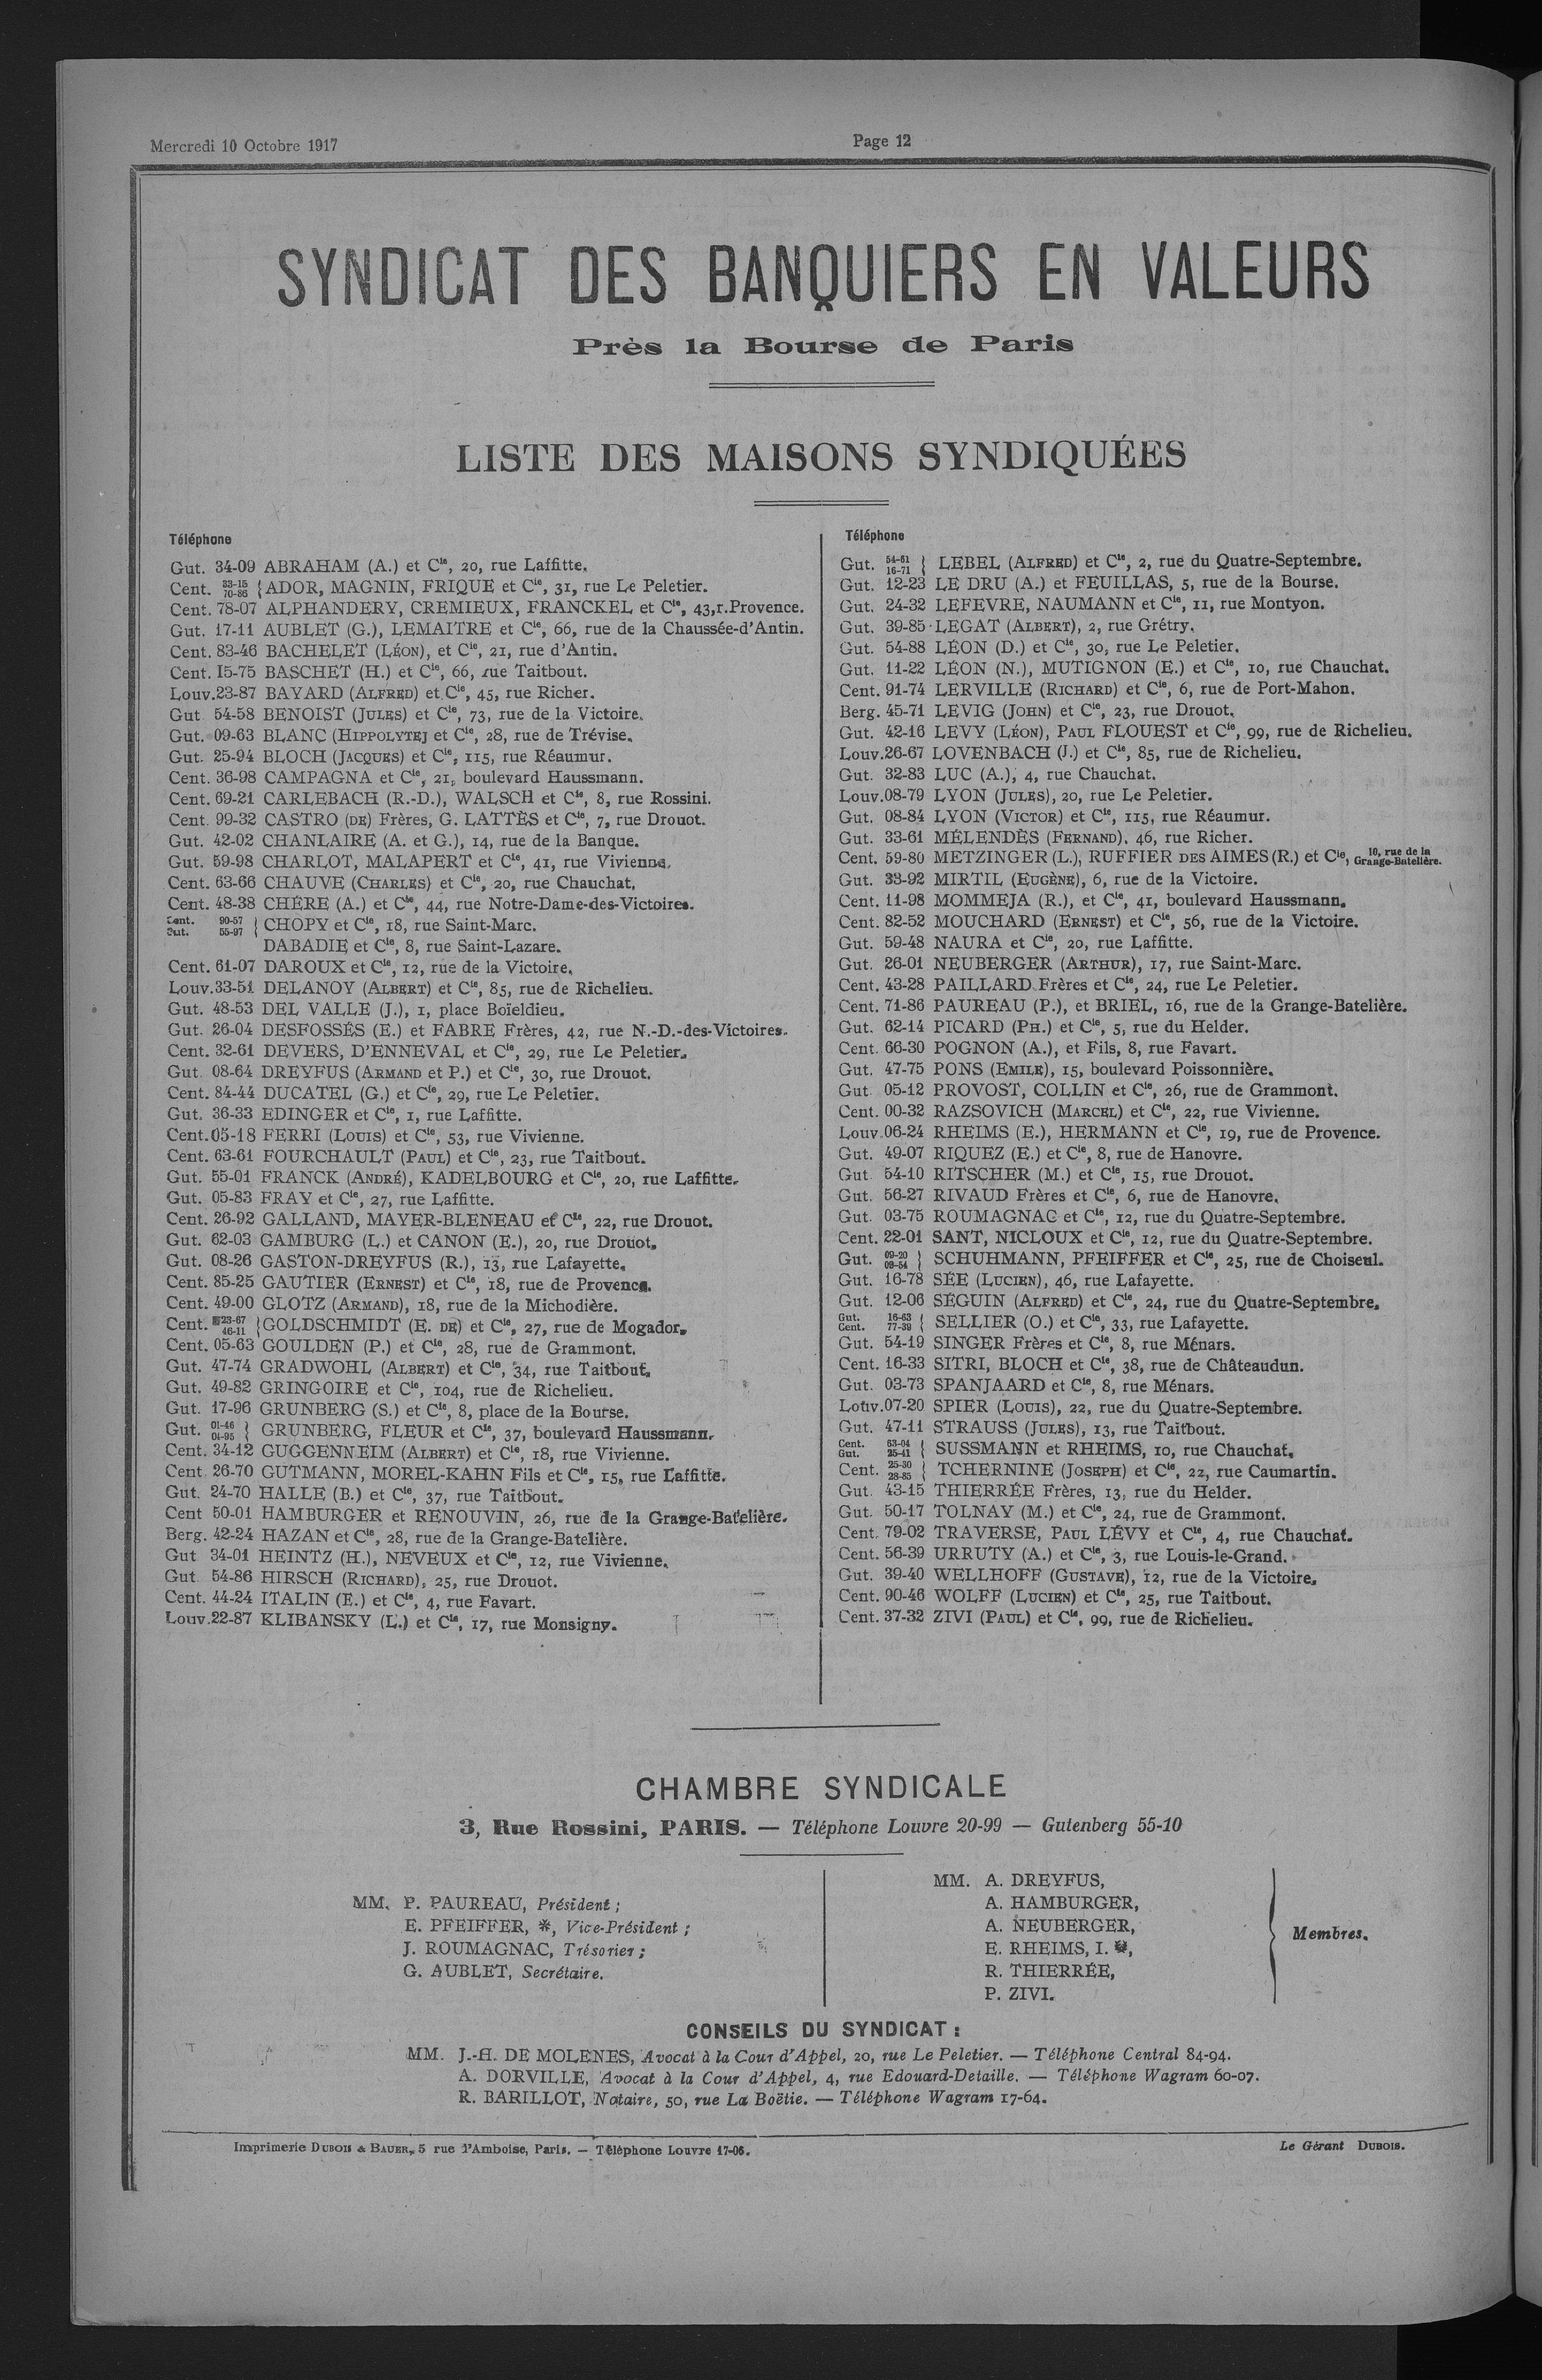 Mercredi 10 Octobre 1917
Page 12
SYNDICAT DES BANQUIERS EN VALEURS
Près la Bourse de Paris
LISTE DES MAISONS SYNDIQUÉES
Téléphone
Gut. 34-09 ABRAHAM (A.) et Cie, 20, rue Laffitte.
Cent. 33-15 70-86 { ADOR, MAGNIN, FRIQUE et Cie, 31, rue Le Peletier.
Cent. 78-07 ALPHANDERY, CREMIEUX, FRANCKEL et Cie, 43,r.Provence.
Gut. 17-11 AUBLET (G.), LEMAITRE et Cie, 66, rue de la Chaussée-d'Antin.
Cent. 83-46 BACHELET (LÉON), et Cie, 21, rue d'Antin.
Cent. 15-75 BASCHET (H.) et Cie, 66, rue Taitbout.
Louv.23-87 BAYARD (ALFRED) et Cie, 45, rue Richer.
Gut 54-58 BENOIST (JULES) et Cie, 73, rue de la Victoire.
Gut. 09-63 BLANC (HIPPOLYTE) et Cie, 28, rue de Trévise.
Gut. 25-94 BLOCH (JACQUES) et Cie, 115, rue Réaumur.
Cent. 36-98 CAMPAGNA et Cie, 21, boulevard Haussmann.
Cent. 69-21 CARLEBACH (R.-D.), WALSCH et Cie, 8, rue Rossini.
Cent. 99-32 CASTRO (DE) Frères, G. LATTÈS et Cie, 7, rue Drouot.
Gut. 42-02 CHANLAIRE (A. et G.), 14, rue de la Banque.
Gut. 59-98 CHARLOT, MALAPERT et Cie, 41, rue Vivienne.
Cent. 63-66 CHAUVE (CHARLES) et Cie, 20, rue Chauchat.
Cent. 48-38 CHÉRE (A.) et Cie, 44, rue Notre-Dame-des-Victoires.
Cent. 90-57 Gut. 55-97 { CHOPY et Cie, 18, rue Saint-Marc.
DABADIE et Cie, 8, rue Saint-Lazare.
Cent. 61-07 DAROUX et Cie, 12, rue de la Victoire.
Louv.33-51 DELANOY (ALBERT) et Cie, 85, rue de Richelieu.
Gut. 48-53 DEL VALLE (J.), 1, place Boïeldieu.
Gut. 26-04 DESFOSSÉS (E.) et FABRE Frères, 42, rue N.-D.-des-Victoires.
Cent. 32-61 DEVERS, D'ENNEVAL et Cie, 29, rue Le Peletier.
Gut. 08-64 DREYFUS (ARMAND et P.) et Cie, 30, rue Drouot.
Cent. 84-44 DUCATEL (G.) et Cie, 29, rue Le Peletier.
Gut. 36-33 EDINGER et Cie, 1, rue Laffitte.
Cent.05-18 FERRI (LOUIS) et Cie, 53, rue Vivienne.
Cent. 63-61 FOURCHAULT (PAUL) et Cie, 23, rue Taitbout.
Gut. 55-01 FRANCK (ANDRÉ), KADELBOURG et Cie, 20, rue Laffitte.
Gut. 05-83 FRAY et Cie, 27, rue Laffitte.
Cent. 26-92 GALLAND, MAYER-BLENEAU et Cie, 22, rue Drouot.
Gut. 62-03 GAMBURG (L.) et CANON (E.), 20, rue Drouot.
Gut. 08-26 GASTON-DREYFUS (R.), 13, rue Lafayette.
Cent. 85-25 GAUTIER (ERNEST) et Cie, 18, rue de Provence.
Cent. 49-00 GLOTZ (ARMAND), 18, rue de la Michodière.
Cent. 23-67 46-11 { GOLDSCHMIDT (E. DE) et Cie, 27, rue de Mogador.
Cent. 05-63 GOULDEN (P.) et Cie, 28, rue de Grammont.
Gut. 47-74 GRADWOHL (ALBERT) et Cie, 34, rue Taitbout.
Gut. 49-82 GRINGOIRE et Cie, 104, rue de Richelieu.
Gut. 17-96 GRUNBERG (S.) et Cie, 8, place de la Bourse.
Gut. 01-46 04-95 } GRUNBERG, FLEUR et Cie, 37, boulevard Haussmann.
Cent. 34-12 GUGGENNEIM (ALBERT) et Cie, 18, rue Vivienne.
Cent. 26-70 GUTMANN, MOREL-KAHN Fils et Cie, 15, rue Laffitte.
Gut. 24-70 HALLE (B.) et Cie, 37, rue Taitbout.
Cent 50-01 HAMBURGER et RENOUVIN, 26, rue de la Grange-Batelière.
Berg. 42-24 HAZAN et Cie, 28, rue de la Grange-Batelière.
Gut 34-01 HEINTZ (H.), NEVEUX et Cie, 12, rue Vivienne.
Gut. 54-86 HIRSCH (RICHARD), 25, rue Drouot.
Cent. 44-24 ITALIN (E.) et Cie, 4, rue Favart.
Louv.22-87 KLIBANSKY (L.) et Cie, 17, rue Monsigny.
Téléphone
Gut. 54-61 16-71 { LEBEL (ALFRED) et Cie, 2, rue du Quatre-Septembre.
Gut. 12-23 LE DRU (A.) et FEUILLAS, 5, rue de la Bourse.
Gut. 24-32 LEFEVRE, NAUMANN et Cie, 11, rue Montyon.
Gut. 39-85 LEGAT (ALBERT), 2, rue Grétry.
Gut. 54-88 LÉON (D.) et Cie, 30, rue Le Peletier.
Gut. 11-22 LÉON (N.), MUTIGNON (E.) et Cie, 10, rue Chauchat.
Cent. 91-74 LERVILLE (RICHARD) et Cie, 6, rue de Port-Mahon.
Berg. 45-71 LEVIG (JOHN) et Cie, 23, rue Drouot.
Gut. 42-16 LEVY (LÉON), PAUL FLOUEST et Cie, 99, rue de Richelieu.
Louv.26-67 LOVENBACH (J.) et Cie, 85, rue de Richelieu.
Gut. 32-83 LUC (A.), 4, rue Chauchat.
Louv.08-79 LYON (JULES), 20, rue Le Peletier.
Gut. 08-84 LYON (VICTOR) et Cie, 115, rue Réaumur.
Gut. 33-61 MÉLENDÈS (FERNAND). 46, rue Richer.
Cent. 59-80 METZINGER (L.), RUFFIER DES AIMES (R.) et Cie, 10, rue de la Grange-Batelière.
Gut. 33-92 MIRTIL (EUGÈNE), 6, rue de la Victoire.
Cent. 11-98 MOMMEJA (R.), et Cie, 41, boulevard Haussmann.
Cent. 82-52 MOUCHARD (ERNEST) et Cie, 56, rue de la Victoire.
Gut. 59-48 NAURA et Cie, 20, rue Laffitte.
Gut. 26-01 NEUBERGER (ARTHUR), 17, rue Saint-Marc.
Cent. 43-28 PAILLARD Frères et Cie, 24, rue Le Peletier.
Cent. 71-86 PAUREAU (P.), et BRIEL, 16, rue de la Grange-Batelière.
Gut. 62-14 PICARD (PH.) et Cie, 5, rue du Helder.
Cent. 66-30 POGNON (A.), et Fils, 8, rue Favart.
Gut. 47-75 PONS (EMILE), 15, boulevard Poissonnière.
Gut. 05-12 PROVOST, COLLIN et Cie, 26, rue de Grammont.
Cent. 00-32 RAZSOVICH (MARCEL) et Cie, 22, rue Vivienne.
Louv.06-24 RHEIMS (E.), HERMANN et Cie, 19, rue de Provence.
Gut. 49-07 RIQUEZ (E.) et Cie, 8, rue de Hanovre.
Gut. 54-10 RITSCHER (M.) et Cie, 15, rue Drouot.
Gut. 56-27 RIVAUD Frères et Cie, 6, rue de Hanovre.
Gut. 03-75 ROUMAGNAC et Cie, 12, rue du Quatre-Septembre.
Cent. 22-01 SANT, NICLOUX et Cie, 12, rue du Quatre-Septembre.
Gut. 09-20 09-54 } SCHUHMANN, PFEIFFER et Cie, 25, rue de Choiseul.
Gut. 16-78 SÉE (LUCIEN), 46, rue Lafayette.
Gut. 12-06 SÉGUIN (ALFRED) et Cie, 24, rue du Quatre-Septembre.
Gut. 16-63 Cent. 77-39 { SELLIER (O.) et Cie, 33, rue Lafayette.
Gut. 54-19 SINGER Frères et Cie, 8, rue Ménars.
Cent. 16-33 SITRI, BLOCH et Cie, 38, rue de Châteaudun.
Gut. 03-73 SPANJAARD et Cie, 8, rue Ménars.
Louv.07-20 SPIER (LOUIS), 22, rue du Quatre-Septembre.
Gut. 47-11 STRAUSS (JULES), 13, rue Taitbout.
Cent. 63-04 Gut. 25-41 { SUSSMANN et RHEIMS, 10, rue Chauchat.
Cent. 25-30 28-85 { TCHERNINE (JOSEPH) et Cie, 22, rue Caumartin.
Gut. 43-15 THIERRÉE Frères, 13, rue du Helder.
Gut. 50-17 TOLNAY (M.) et Cie, 24, rue de Grammont.
Cent. 79-02 TRAVERSE, PAUL LÉVY et Cie, 4, rue Chauchat.
Cent. 56-39 URRUTY (A.) et Cie, 3, rue Louis-le-Grand.
Gut. 39-40 WELLHOFF (GUSTAVE), 12, rue de la Victoire.
Cent. 90-46 WOLFF (LUCIEN) et Cie, 25, rue Taitbout.
Cent. 37-32 ZIVI (PAUL) et Cie, 99, rue de Richelieu.
CHAMBRE SYNDICALE
3, Rue Rossini, PARIS. — Téléphone Louvre 20-99 — Gutenberg 55-10
MM. P. PAUREAU, Président ;
E. PFEIFFER, *, Vice-Président ;
J. ROUMAGNAC, Trésorier ;
G. AUBLET, Secrétaire.
MM. A. DREYFUS,
A. HAMBURGER,
A. NEUBERGER,
E. RHEIMS, I. ,
R. THIERRÉE,
P. ZIVI.
Membres.
CONSEILS DU SYNDICAT :
MM. J.-H. DE MOLENES, Avocat à la Cour d'Appel, 20, rue Le Peletier. — Téléphone Central 84-94.
A. DORVILLE, Avocat à la Cour d'Appel, 4, rue Edouard-Detaille. — Téléphone Wagram 60-07.
R. BARILLOT, Notaire, 50, rue La Boëtie. — Téléphone Wagram 17-64.
Imprimerie DUBOIS & BAUER, 5 rue d'Amboise, Paris. — Téléphone Louvre 17-06.
Le Gérant DUBOIS.